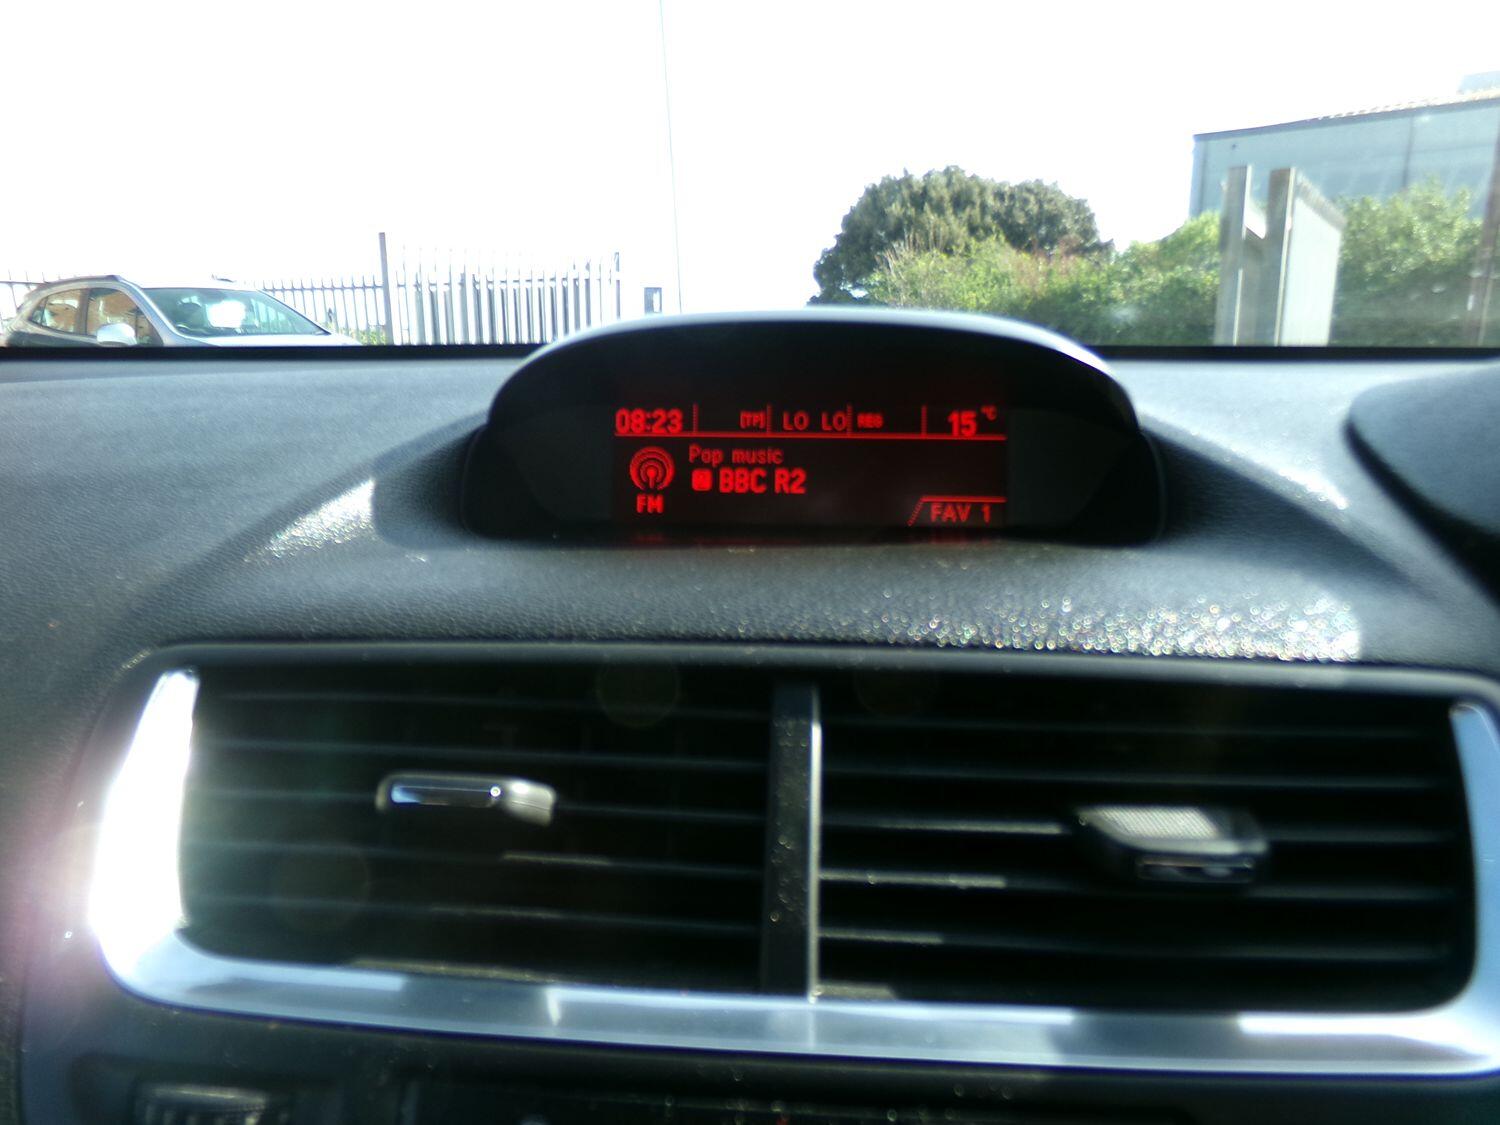 08:23 [TP] LO LO REG 15 °C
Pop music
BBC R2
FM
FAV 1